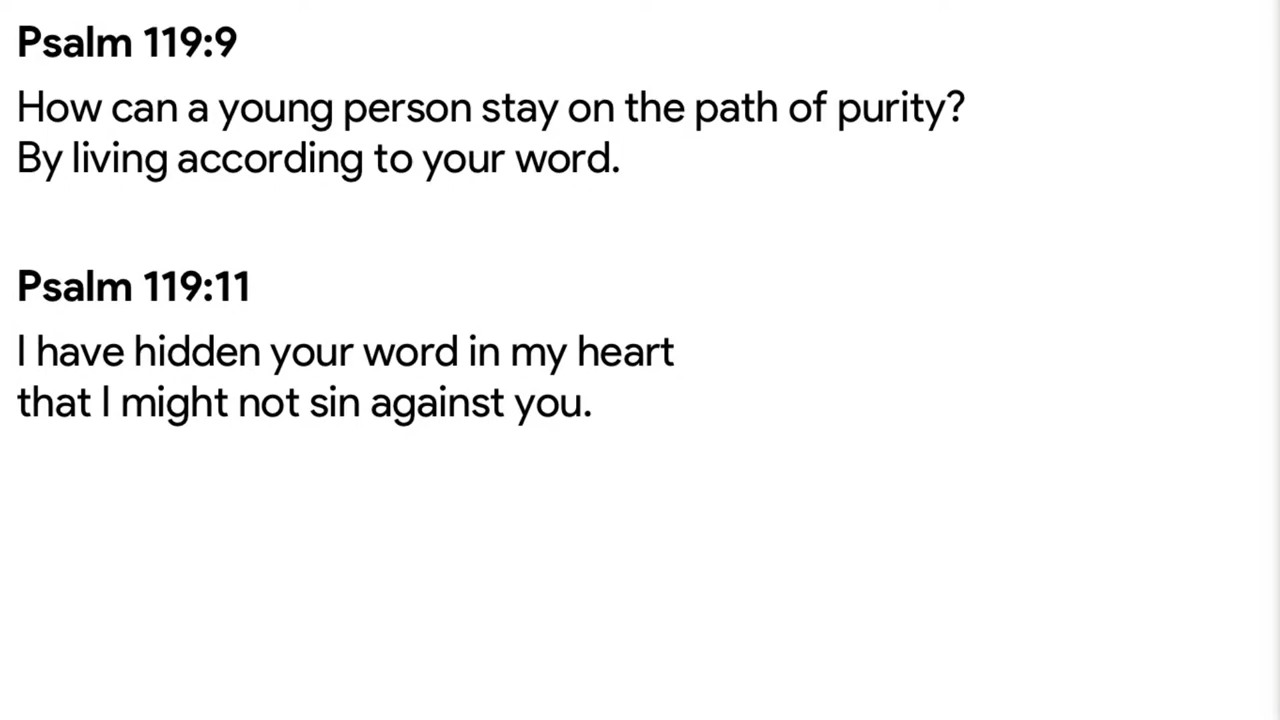 Psalm 119:9
How can a young person stay on the path of purity?
By living according to your word.
Psalm 119:11
I have hidden your word in my heart
that I might not sin against you.